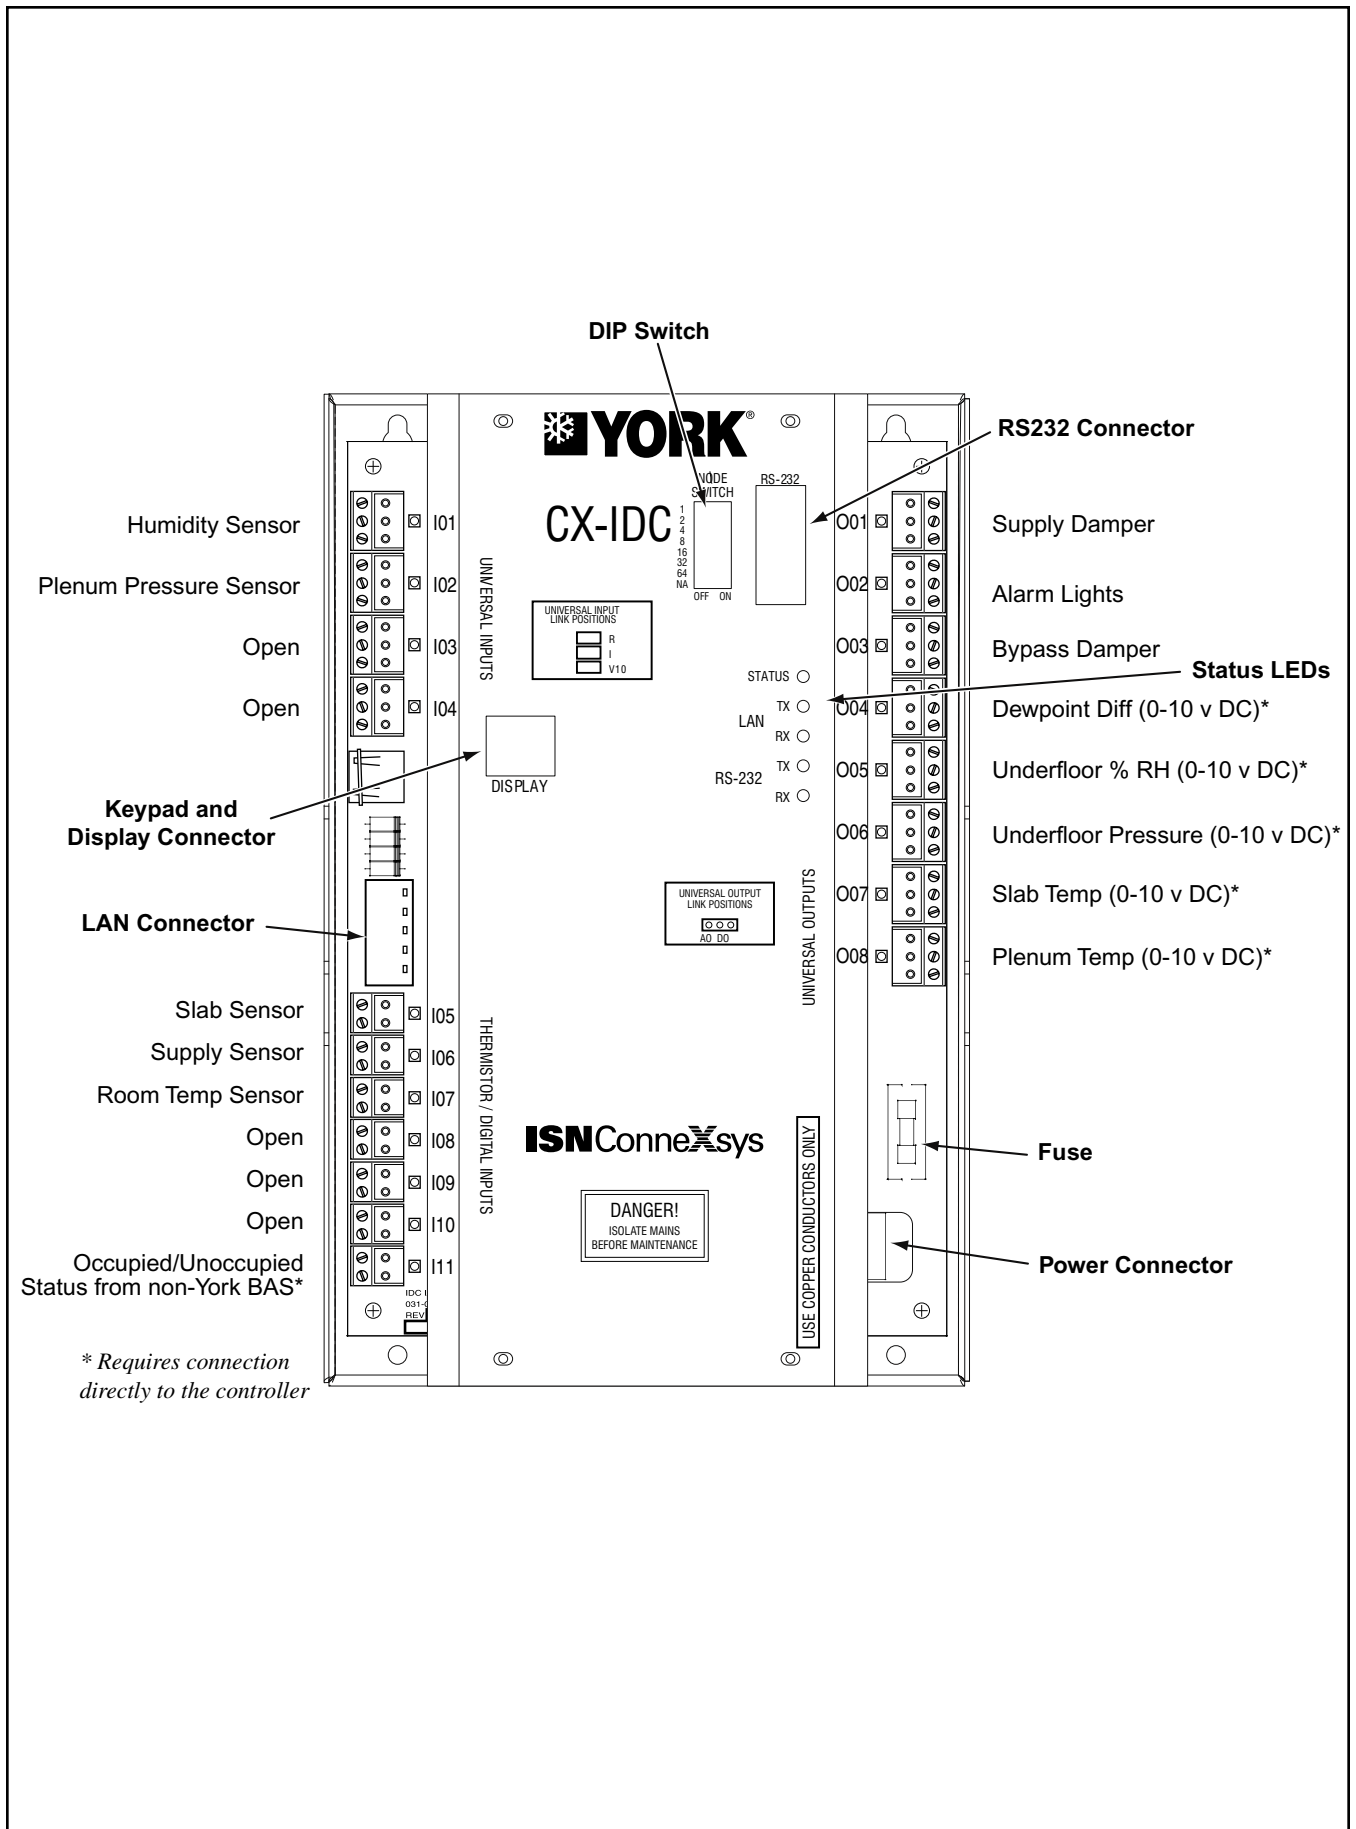 DIP Switch
YORK®
RS232 Connector
NODE
SWITCH
RS-232
CX-IDC
1
2
4
8
16
32
64
NA
OFF ON
Humidity Sensor
I01
Plenum Pressure Sensor
I02
Open
I03
Open
I04
UNIVERSAL INPUTS
UNIVERSAL INPUT
LINK POSITIONS
R
I
V10
O01
Supply Damper
O02
Alarm Lights
O03
Bypass Damper
Status LEDs
O04
Dewpoint Diff (0-10 v DC)*
O05
Underfloor % RH (0-10 v DC)*
O06
Underfloor Pressure (0-10 v DC)*
O07
Slab Temp (0-10 v DC)*
O08
Plenum Temp (0-10 v DC)*
STATUS
TX
LAN
RX
TX
RS-232
RX
DISPLAY
Keypad and
Display Connector
LAN Connector
UNIVERSAL OUTPUT
LINK POSITIONS
AO DO
UNIVERSAL OUTPUTS
Slab Sensor
I05
Supply Sensor
I06
Room Temp Sensor
I07
Open
I08
Open
I09
Open
I10
Occupied/Unoccupied
Status from non-York BAS*
I11
THERMISTOR / DIGITAL INPUTS
ISNConneXsys
DANGER!
ISOLATE MAINS
BEFORE MAINTENANCE
USE COPPER CONDUCTORS ONLY
Fuse
Power Connector
IDC I
031-
REV
* Requires connection
directly to the controller